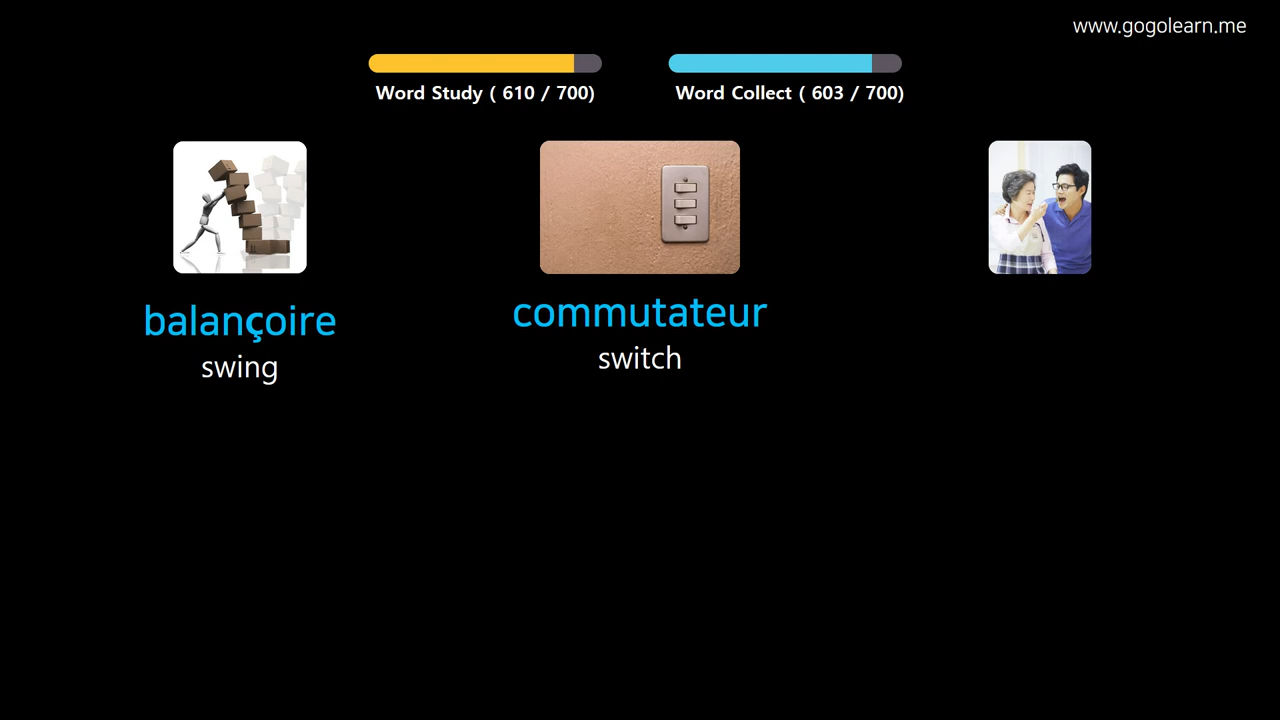 www.gogolearn.me
Word Study ( 610 / 700)
Word Collect ( 603 / 700)
balançoire
swing
commutateur
switch